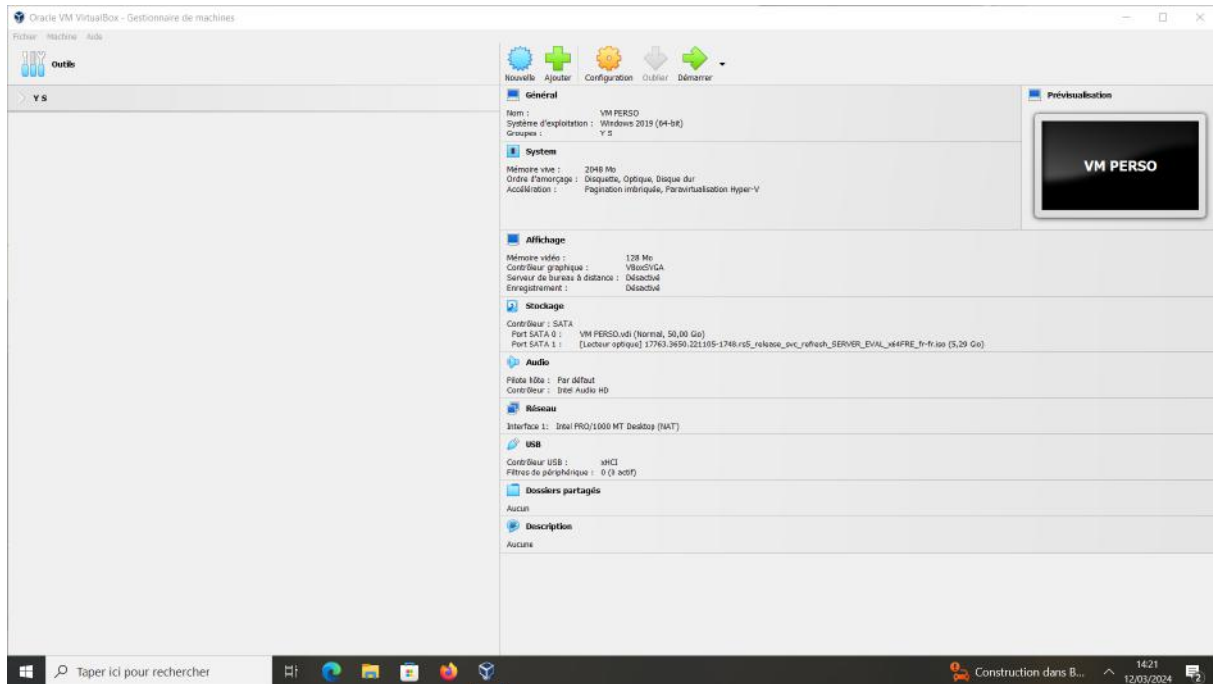 Oracle VM VirtualBox - Gestionnaire de machines
Fichier Machine Aide
Outils
Nouvelle Ajouter Configuration Oublier Démarrer
Y S
Général
Nom : VM PERSO
Système d'exploitation : Windows 2019 (64-bit)
Groupes : Y S
Prévisualisation
VM PERSO
System
Mémoire vive : 2048 Mo
Ordre d'amorçage : Disquette, Optique, Disque dur
Accélération : Pagination imbriquée, Paravirtualisation Hyper-V
Affichage
Mémoire vidéo : 128 Mo
Contrôleur graphique : VBoxSVGA
Serveur de bureau à distance : Désactivé
Enregistrement : Désactivé
Stockage
Contrôleur : SATA
Port SATA 0 : VM PERSO.vdi (Normal, 50,00 Gio)
Port SATA 1 : [Lecteur optique] 17763.3650.221105-1748.rs5_release_svc_refresh_SERVER_EVAL_x64FRE_fr-fr.iso (5,29 Gio)
Audio
Pilote hôte : Par défaut
Contrôleur : Intel Audio HD
Réseau
Interface 1: Intel PRO/1000 MT Desktop (NAT)
USB
Contrôleur USB : xHCI
Filtres de périphérique : 0 (0 actif)
Dossiers partagés
Aucun
Description
Aucune
Taper ici pour rechercher
Construction dans B...
14:21
12/03/2024
2